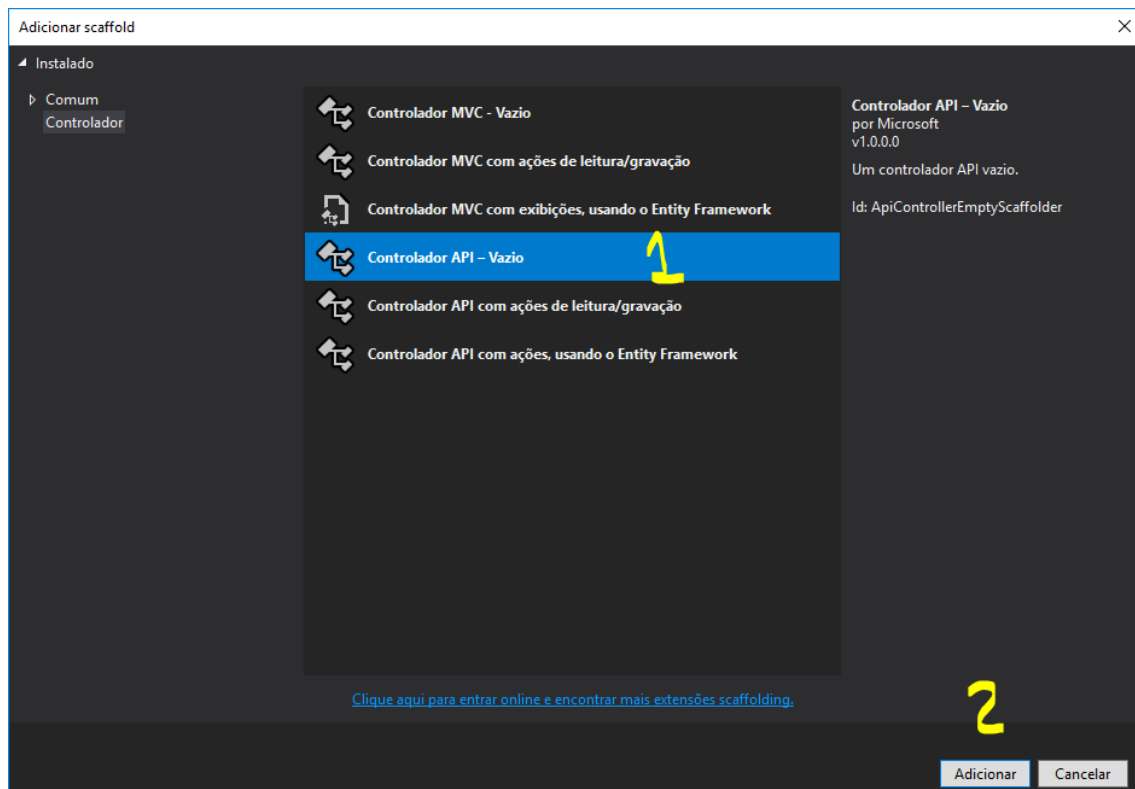 Adicionar scaffold
Instalado
Comum
Controlador
Controlador MVC - Vazio
Controlador MVC com ações de leitura/gravação
Controlador MVC com exibições, usando o Entity Framework
Controlador API – Vazio
1
Controlador API com ações de leitura/gravação
Controlador API com ações, usando o Entity Framework
Controlador API – Vazio
por Microsoft
v1.0.0.0
Um controlador API vazio.
Id: ApiControllerEmptyScaffolder
Clique aqui para entrar online e encontrar mais extensões scaffolding.
2
Adicionar
Cancelar